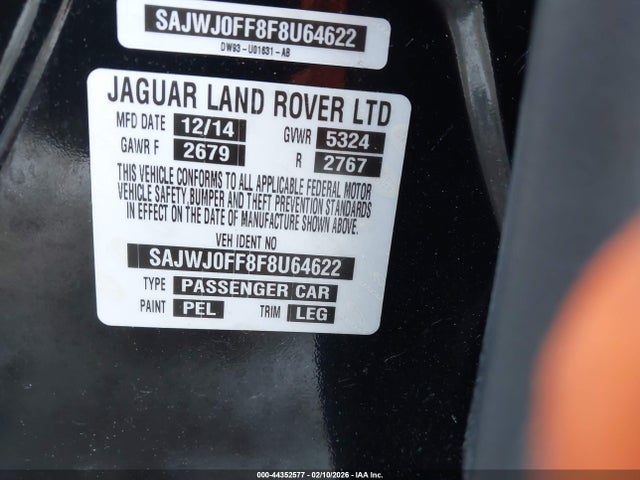 SAJWJ0FF8F8U64622
DW93-U01631-AB
JAGUAR LAND ROVER LTD
MFD DATE 12/14 GVWR 5324
GAWR F 2679 R 2767
THIS VEHICLE CONFORMS TO ALL APPLICABLE FEDERAL MOTOR
VEHICLE SAFETY, BUMPER AND THEFT PREVENTION STANDARDS
IN EFFECT ON THE DATE OF MANUFACTURE SHOWN ABOVE.
VEH IDENT NO
SAJWJ0FF8F8U64622
TYPE PASSENGER CAR
PAINT PEL TRIM LEG
000-44352577 - 02/10/2026 - IAA Inc.